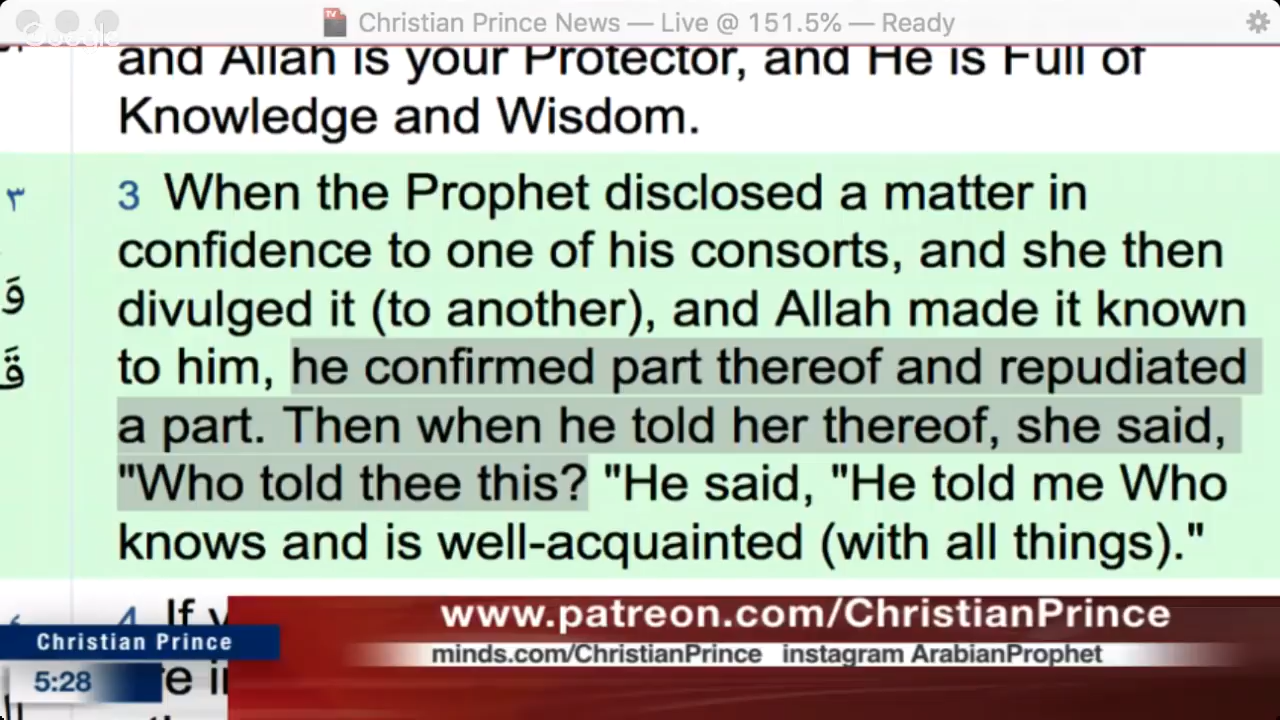 Google
Christian Prince News — Live @ 151.5% — Ready
and Allah is your Protector, and He is Full of
Knowledge and Wisdom.
٣
3 When the Prophet disclosed a matter in
confidence to one of his consorts, and she then
divulged it (to another), and Allah made it known
to him, he confirmed part thereof and repudiated
a part. Then when he told her thereof, she said,
"Who told thee this? "He said, "He told me Who
knows and is well-acquainted (with all things)."
4 If
www.patreon.com/ChristianPrince
Christian Prince
minds.com/ChristianPrince instagram ArabianProphet
5:28